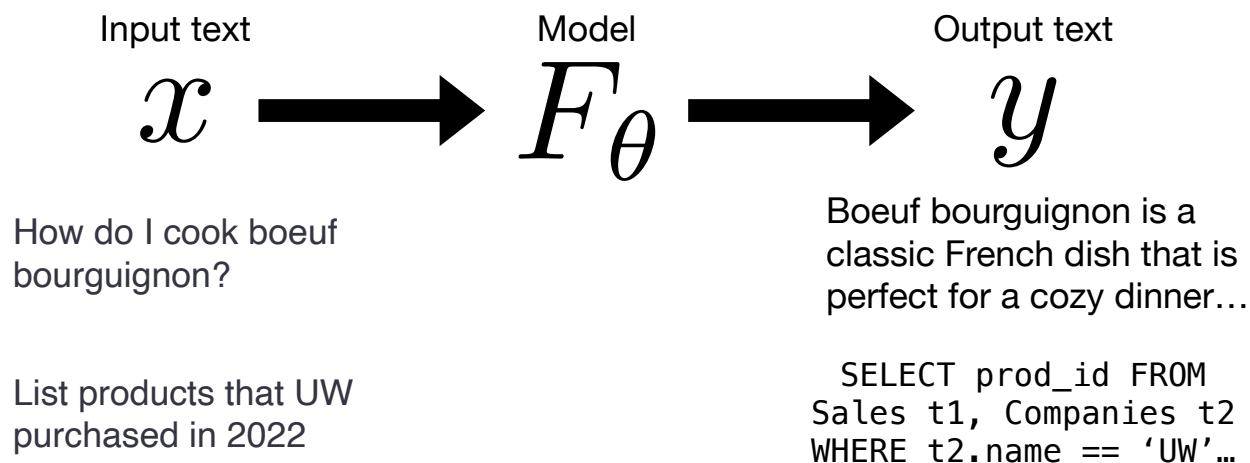 Input text
Model
Output text
x
F_θ
y
How do I cook boeuf
bourguignon?
Boeuf bourguignon is a
classic French dish that is
perfect for a cozy dinner…
List products that UW
purchased in 2022
SELECT prod_id FROM
Sales t1, Companies t2
WHERE t2.name == ‘UW’…